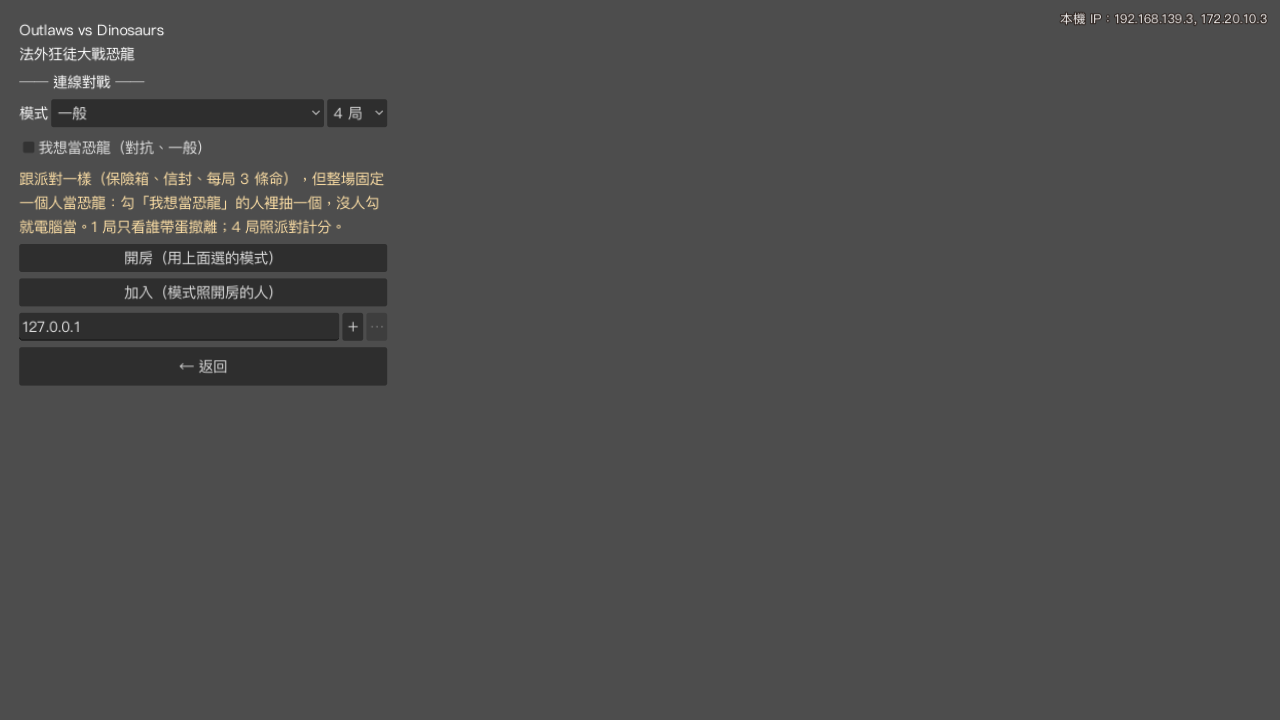 Outlaws vs Dinosaurs
本機 IP：192.168.139.3, 172.20.10.3
法外狂徒大戰恐龍
—— 連線對戰 ——
模式 一般 4 局
我想當恐龍（對抗、一般）
跟派對一樣（保險箱、信封、每局 3 條命），但整場固定
一個人當恐龍：勾「我想當恐龍」的人裡抽一個，沒人勾
就電腦當。1 局只看誰帶蛋撤離；4 局照派對計分。
開房（用上面選的模式）
加入（模式照開房的人）
127.0.0.1 + ⋯
← 返回